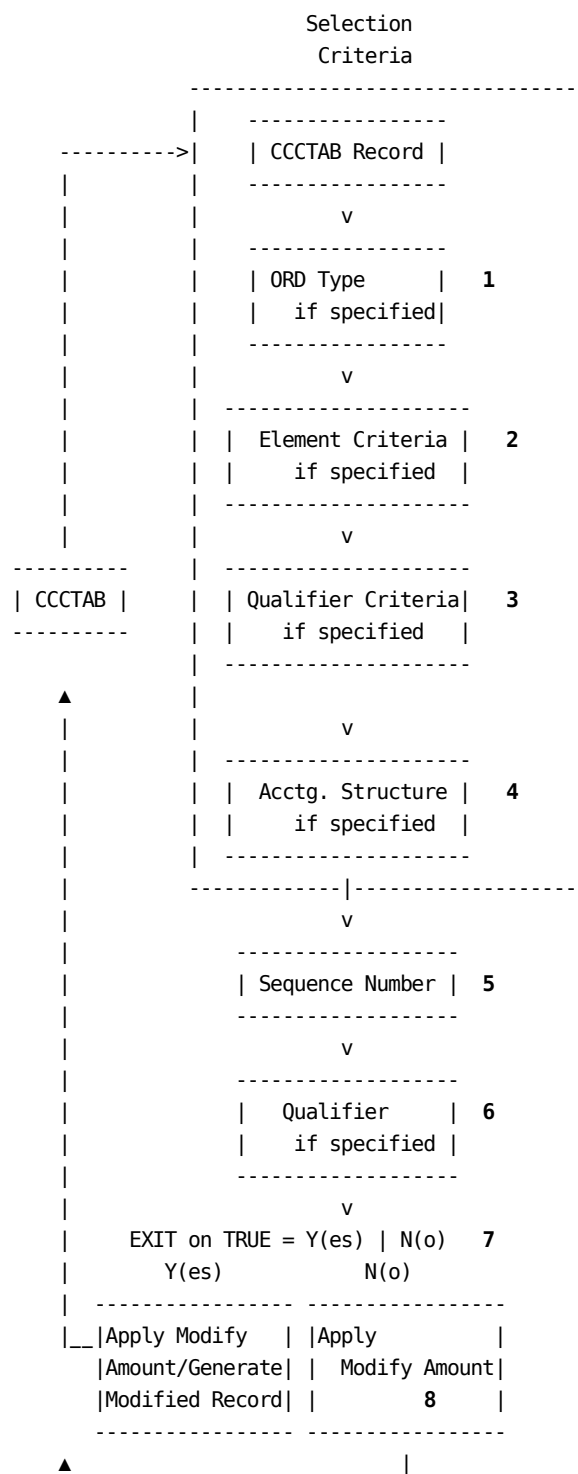 Selection
Criteria
CCCTAB Record
ORD Type 1
if specified
Element Criteria 2
if specified
CCCTAB
Qualifier Criteria 3
if specified
Acctg. Structure 4
if specified
Sequence Number 5
Qualifier 6
if specified
EXIT on TRUE = Y(es) | N(o) 7
Y(es) N(o)
Apply Modify Apply
Amount/Generate Modify Amount
Modified Record 8